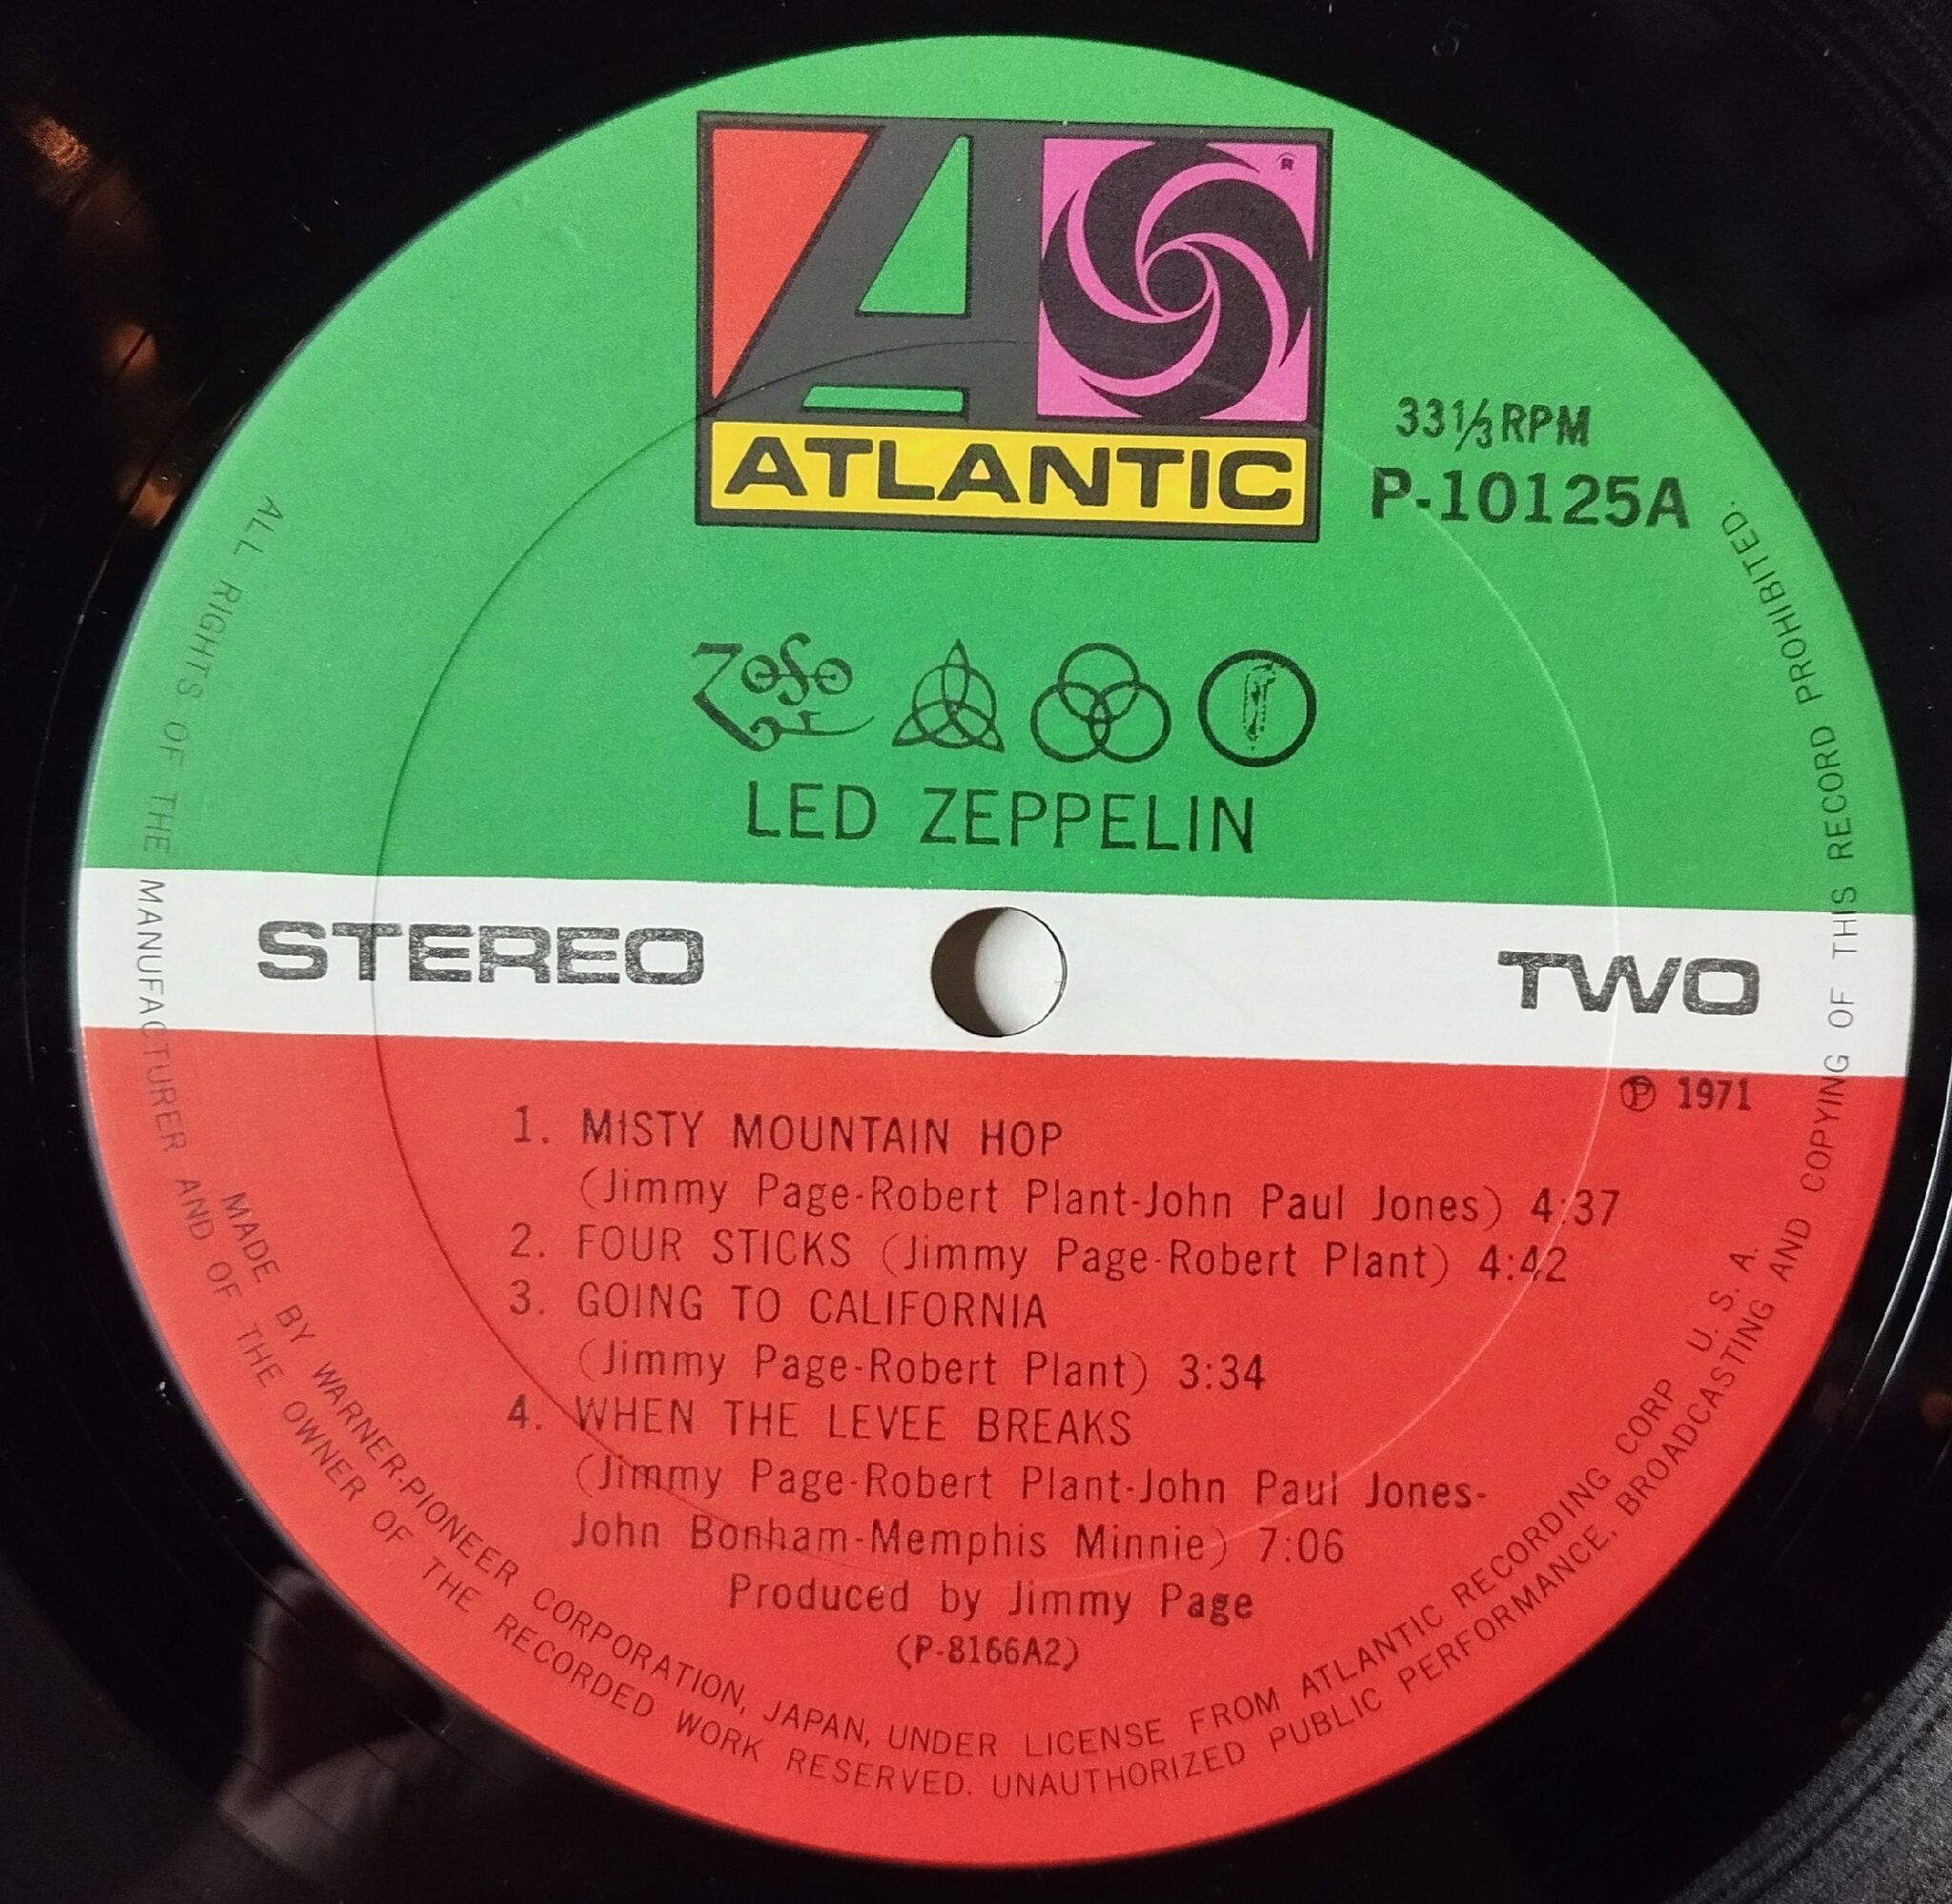 ATLANTIC
®
33⅓ RPM
P-10125A
LED ZEPPELIN
STEREO
TWO
Ⓟ 1971
1. MISTY MOUNTAIN HOP
(Jimmy Page-Robert Plant-John Paul Jones) 4:37
2. FOUR STICKS (Jimmy Page-Robert Plant) 4:42
3. GOING TO CALIFORNIA
(Jimmy Page-Robert Plant) 3:34
4. WHEN THE LEVEE BREAKS
(Jimmy Page-Robert Plant-John Paul Jones-
John Bonham-Memphis Minnie) 7:06
Produced by Jimmy Page
(P-8166A2)
MADE BY WARNER-PIONEER CORPORATION, JAPAN, UNDER LICENSE FROM ATLANTIC RECORDING CORP U. S. A.
ALL RIGHTS OF THE MANUFACTURER AND OF THE OWNER OF THE RECORDED WORK RESERVED. UNAUTHORIZED PUBLIC PERFORMANCE, BROADCASTING AND COPYING OF THIS RECORD PROHIBITED.